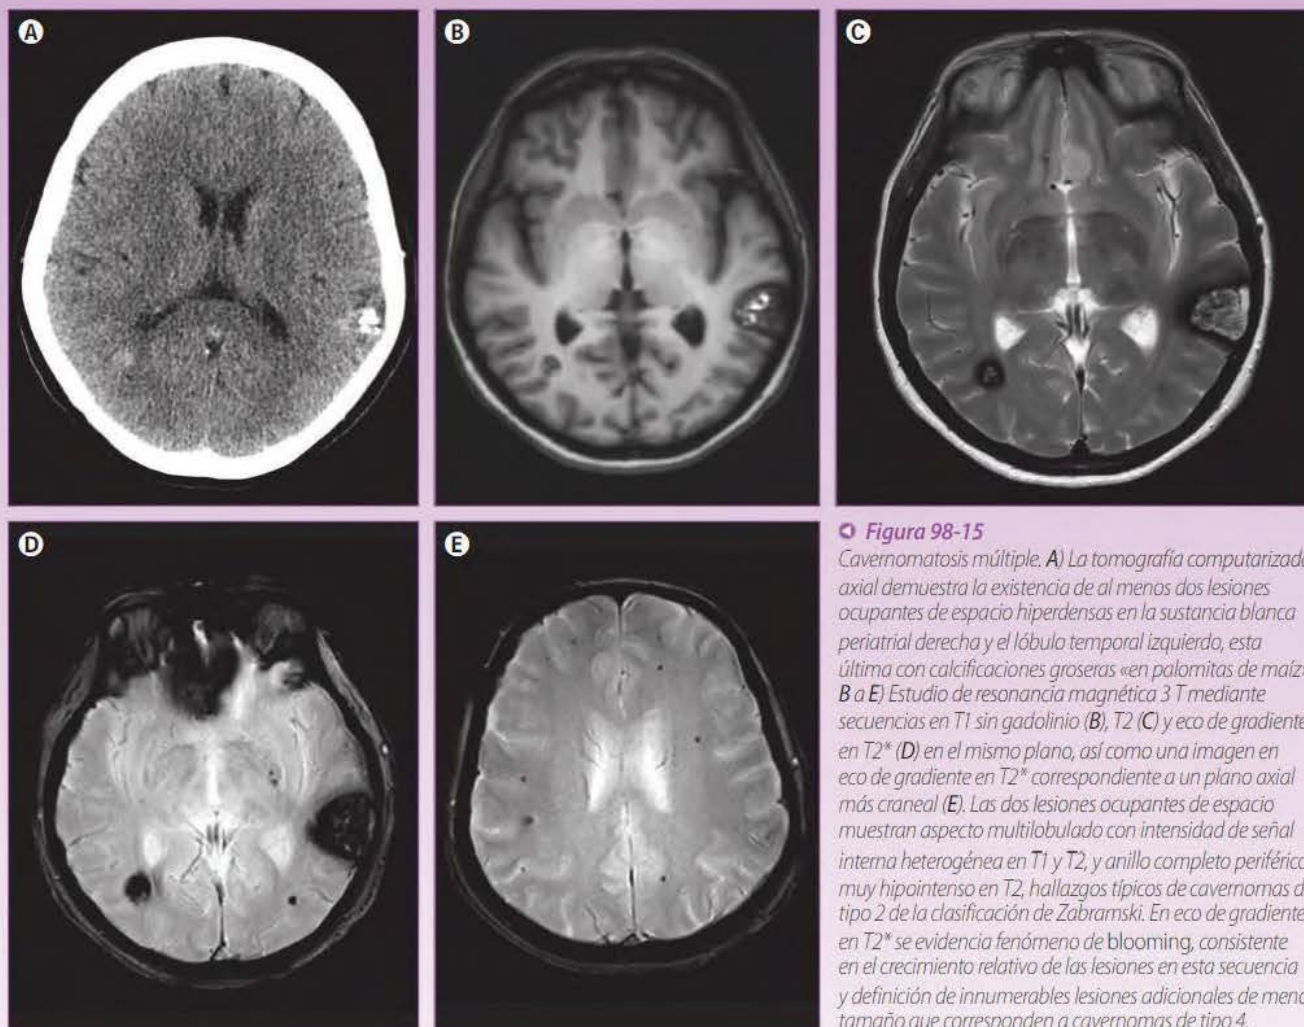 A
B
C
D
E
Figura 98-15
Cavernomatosis múltiple. A) La tomografía computarizada
axial demuestra la existencia de al menos dos lesiones
ocupantes de espacio hiperdensas en la sustancia blanca
periatrial derecha y el lóbulo temporal izquierdo, esta
última con calcificaciones groseras «en palomitas de maíz».
B a E) Estudio de resonancia magnética 3 T mediante
secuencias en T1 sin gadolinio (B), T2 (C) y eco de gradiente
en T2* (D) en el mismo plano, así como una imagen en
eco de gradiente en T2* correspondiente a un plano axial
más craneal (E). Las dos lesiones ocupantes de espacio
muestran aspecto multilobulado con intensidad de señal
interna heterogénea en T1 y T2, y anillo completo periférico
muy hipointenso en T2, hallazgos típicos de cavernomas d
tipo 2 de la clasificación de Zabramski. En eco de gradiente
en T2* se evidencia fenómeno de blooming, consistente
en el crecimiento relativo de las lesiones en esta secuencia
y definición de innumerables lesiones adicionales de meno
tamaño que corresponden a cavernomas de tipo 4.